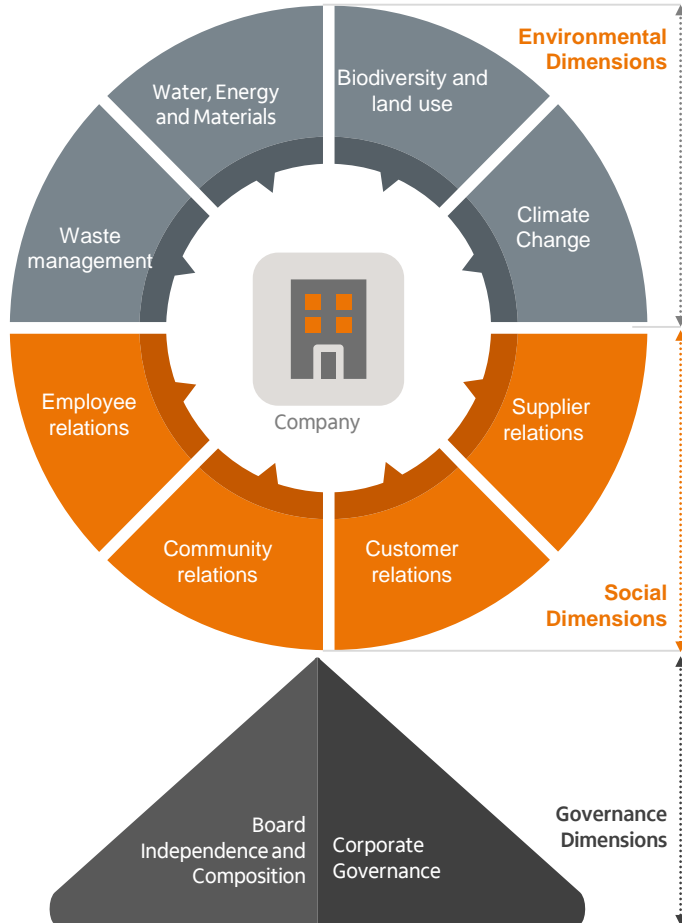 Environmental
Dimensions
Water, Energy
and Materials
Biodiversity and
land use
Waste
management
Climate
Change
Company
Employee
relations
Supplier
relations
Community
relations
Customer
relations
Social
Dimensions
Governance
Dimensions
Board
Independence and
Composition
Corporate
Governance